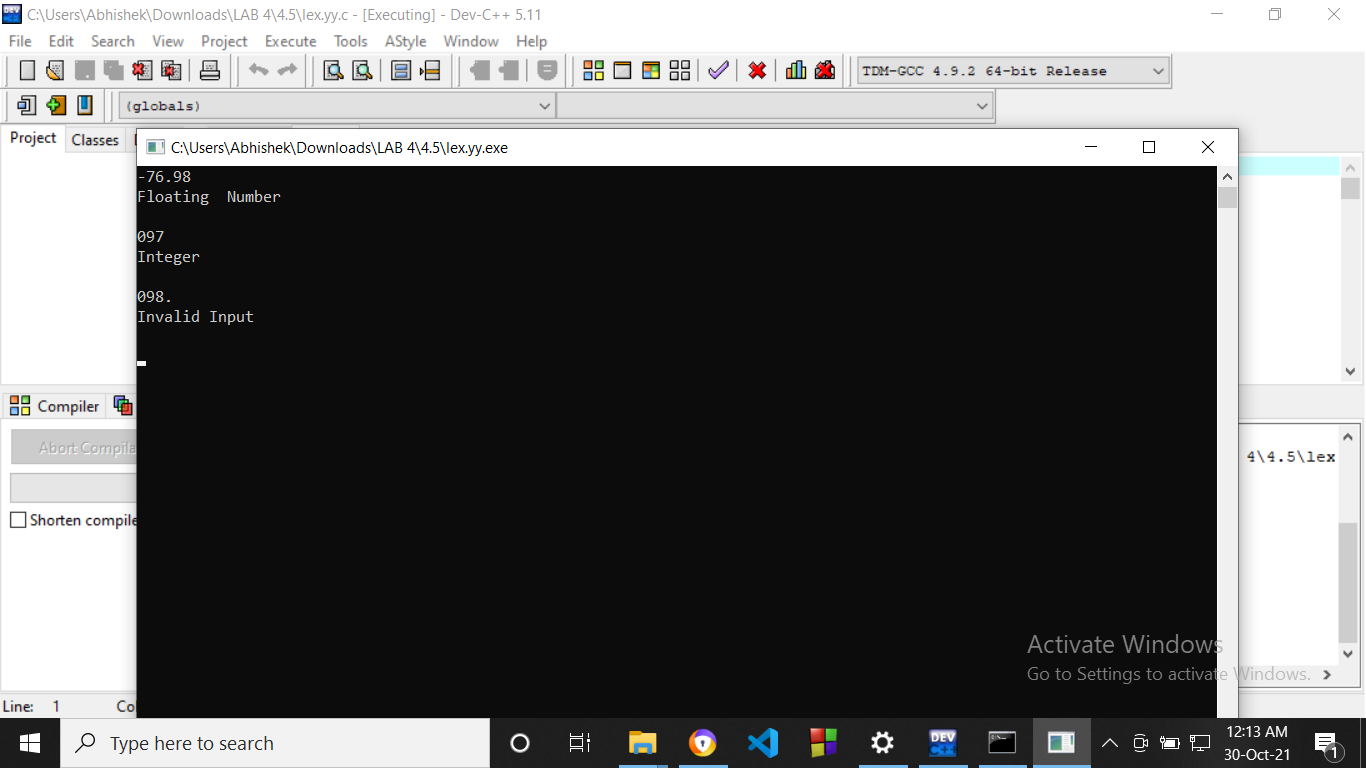 C:\Users\Abhishek\Downloads\LAB 4\4.5\lex.yy.c - [Executing] - Dev-C++ 5.11
File Edit Search View Project Execute Tools AStyle Window Help
TDM-GCC 4.9.2 64-bit Release
(globals)
Project Classes
C:\Users\Abhishek\Downloads\LAB 4\4.5\lex.yy.exe
-76.98
Floating  Number
097
Integer
098.
Invalid Input
Compiler
Abort Compila
4\4.5\lex
Shorten compile
Activate Windows
Go to Settings to activate Windows.
Line: 1 Co
Type here to search
DEV
12:13 AM
30-Oct-21
1